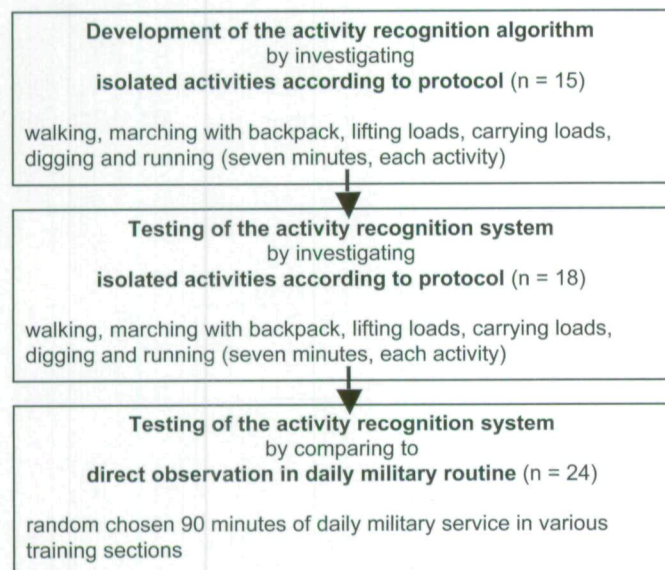 Development of the activity recognition algorithm
by investigating
isolated activities according to protocol (n = 15)
walking, marching with backpack, lifting loads, carrying loads,
digging and running (seven minutes, each activity)
Testing of the activity recognition system
by investigating
isolated activities according to protocol (n = 18)
walking, marching with backpack, lifting loads, carrying loads,
digging and running (seven minutes, each activity)
Testing of the activity recognition system
by comparing to
direct observation in daily military routine (n = 24)
random chosen 90 minutes of daily military service in various
training sections